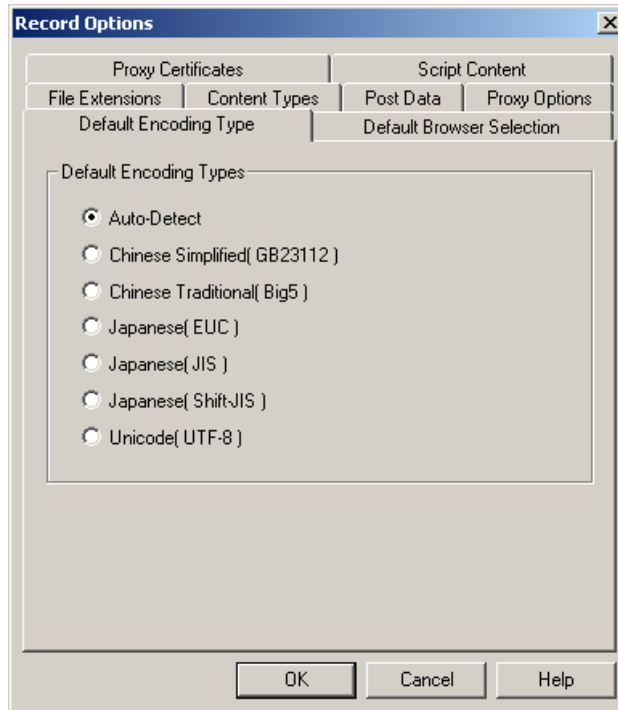 Record Options
Proxy Certificates Script Content
File Extensions Content Types Post Data Proxy Options
Default Encoding Type Default Browser Selection
Default Encoding Types
Auto-Detect
Chinese Simplified( GB23112 )
Chinese Traditional( Big5 )
Japanese( EUC )
Japanese( JIS )
Japanese( Shift-JIS )
Unicode( UTF-8 )
OK Cancel Help